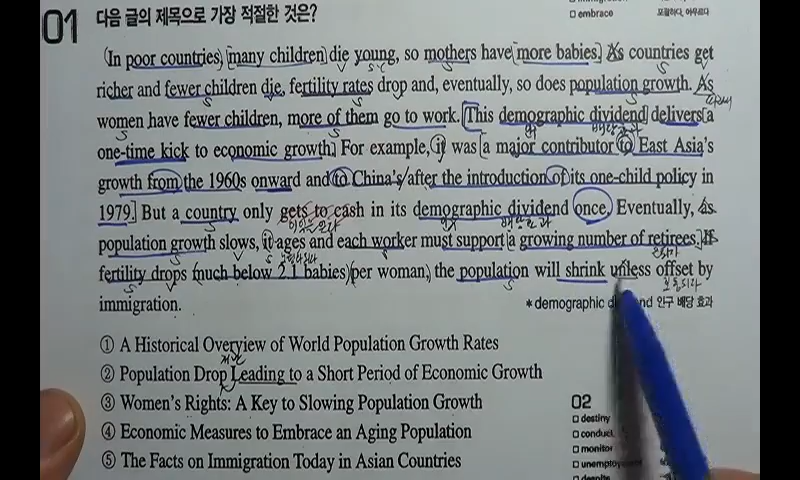 01 다음 글의 제목으로 가장 적절한 것은?
□ embrace 포괄하다, 아우르다
In poor countries, many children die young, so mothers have more babies. As countries get
richer and fewer children die, fertility rates drop and, eventually, so does population growth. As
women have fewer children, more of them go to work. This demographic dividend delivers a
one-time kick to economic growth. For example, it was a major contributor to East Asia's
growth from the 1960s onward and to China's after the introduction of its one-child policy in
1979. But a country only gets to cash in its demographic dividend once. Eventually, as
population growth slows, it ages and each worker must support a growing number of retirees. If
fertility drops much below 2.1 babies per woman, the population will shrink unless offset by
immigration.
* demographic dividend 인구 배당 효과
① A Historical Overview of World Population Growth Rates
② Population Drop Leading to a Short Period of Economic Growth
③ Women's Rights: A Key to Slowing Population Growth
④ Economic Measures to Embrace an Aging Population
⑤ The Facts on Immigration Today in Asian Countries
02
□ destiny
□ conduct
□ monitor
□ unemployment
□ despite